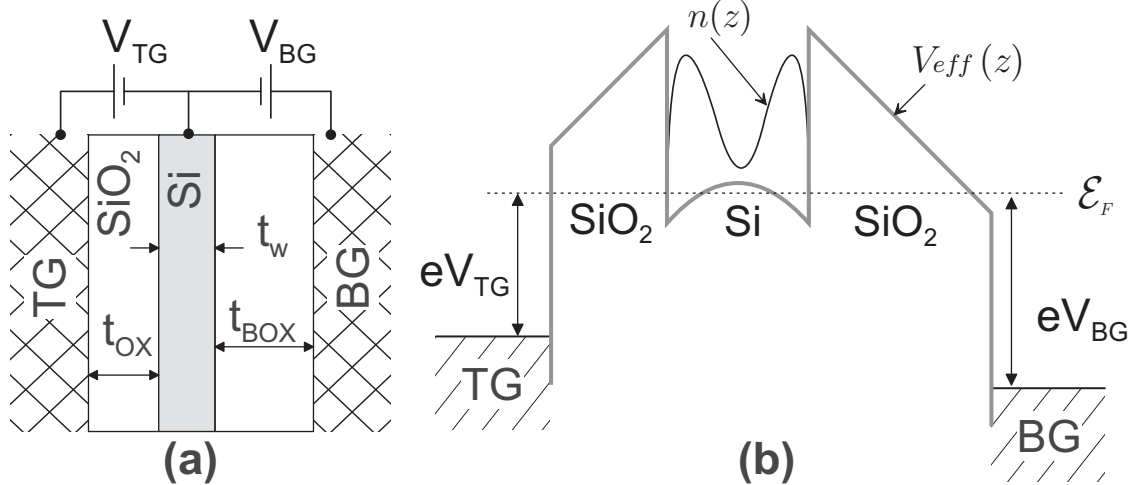 V_TG V_BG
TG
SiO₂
Si
BG
t_w
t_OX
t_BOX
(a)
n(z)
V_eff(z)
ℰ_F
SiO₂ Si SiO₂
eV_TG
eV_BG
TG
BG
(b)